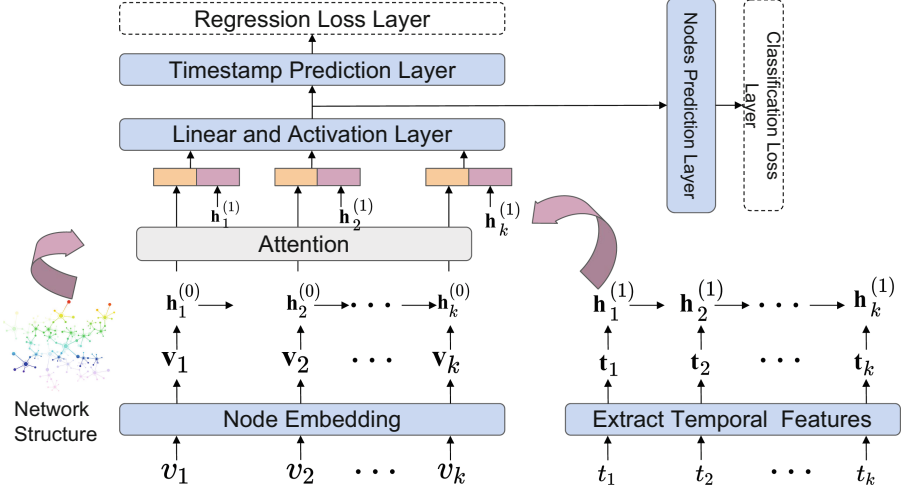 Regression Loss Layer
Timestamp Prediction Layer
Linear and Activation Layer
Nodes Prediction Layer
Classification Loss
Layer
h_1^{(1)} h_2^{(1)} h_k^{(1)}
Attention
h_1^{(0)} h_2^{(0)} ··· h_k^{(0)}
h_1^{(1)} h_2^{(1)} ··· h_k^{(1)}
v_1 v_2 ··· v_k
t_1 t_2 ··· t_k
Network
Structure
Node Embedding
Extract Temporal Features
v_1 v_2 ··· v_k
t_1 t_2 ··· t_k